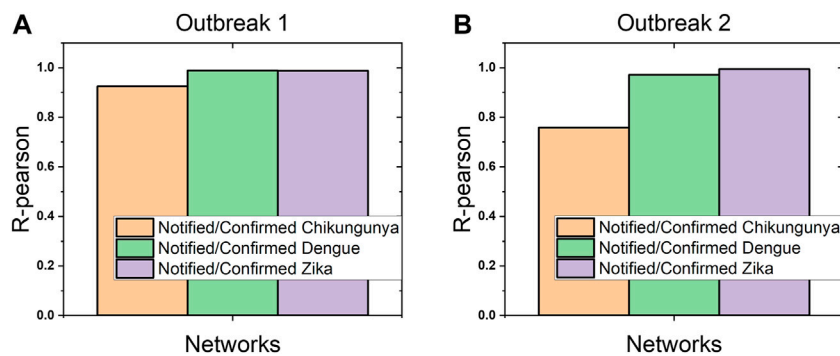 A
Outbreak 1
R-pearson
1.0
0.8
0.6
0.4
0.2
0.0
Notified/Confirmed Chikungunya
Notified/Confirmed Dengue
Notified/Confirmed Zika
Networks
B
Outbreak 2
R-pearson
1.0
0.8
0.6
0.4
0.2
0.0
Notified/Confirmed Chikungunya
Notified/Confirmed Dengue
Notified/Confirmed Zika
Networks